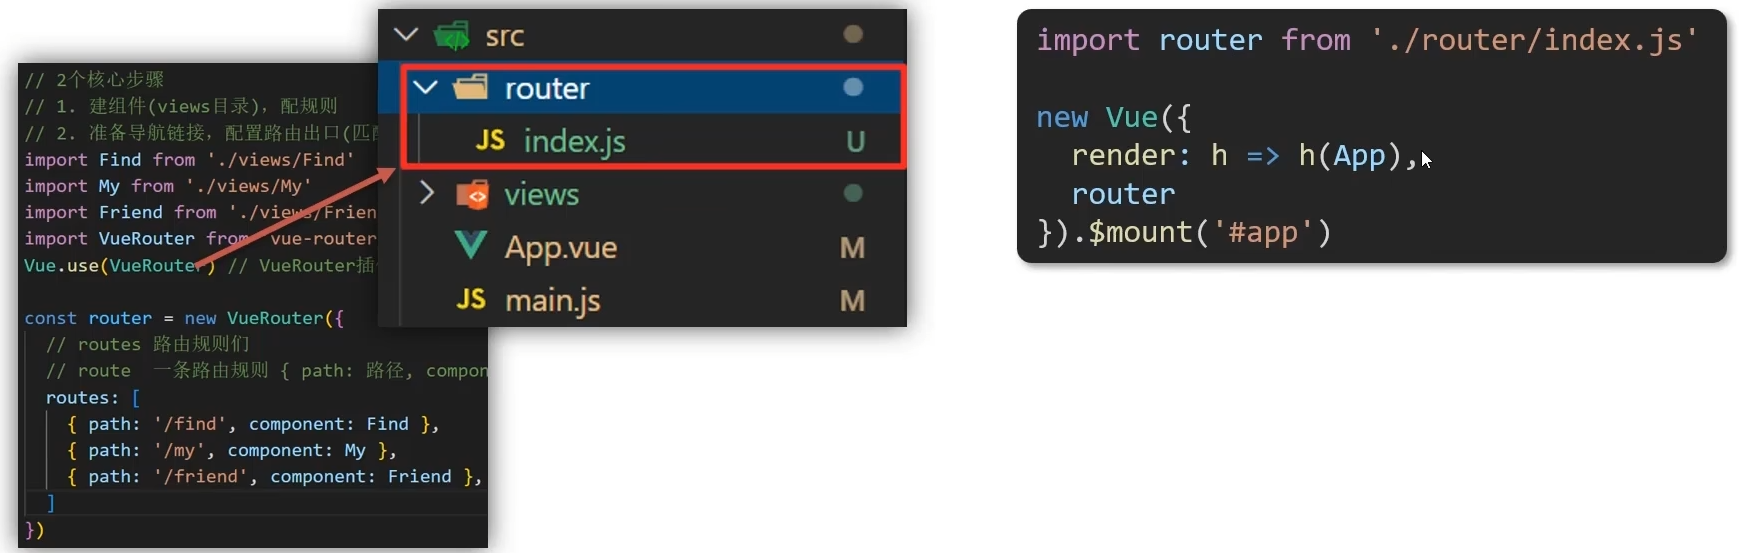 // 2个核心步骤
// 1. 建组件(views目录)，配规则
// 2. 准备导航链接，配置路由出口(匹配
import Find from './views/Find'
import My from './views/My'
import Friend from './views/Frien
import VueRouter from vue-router
Vue.use(VueRouter) // VueRouter插
const router = new VueRouter({
// routes 路由规则们
// route 一条路由规则 { path: 路径, compon
routes: [
{ path: '/find', component: Find },
{ path: '/my', component: My },
{ path: '/friend', component: Friend },
]
})
src
router
JS index.js U
views
App.vue M
JS main.js M
import router from './router/index.js'
new Vue({
render: h => h(App),
router
}).$mount('#app')